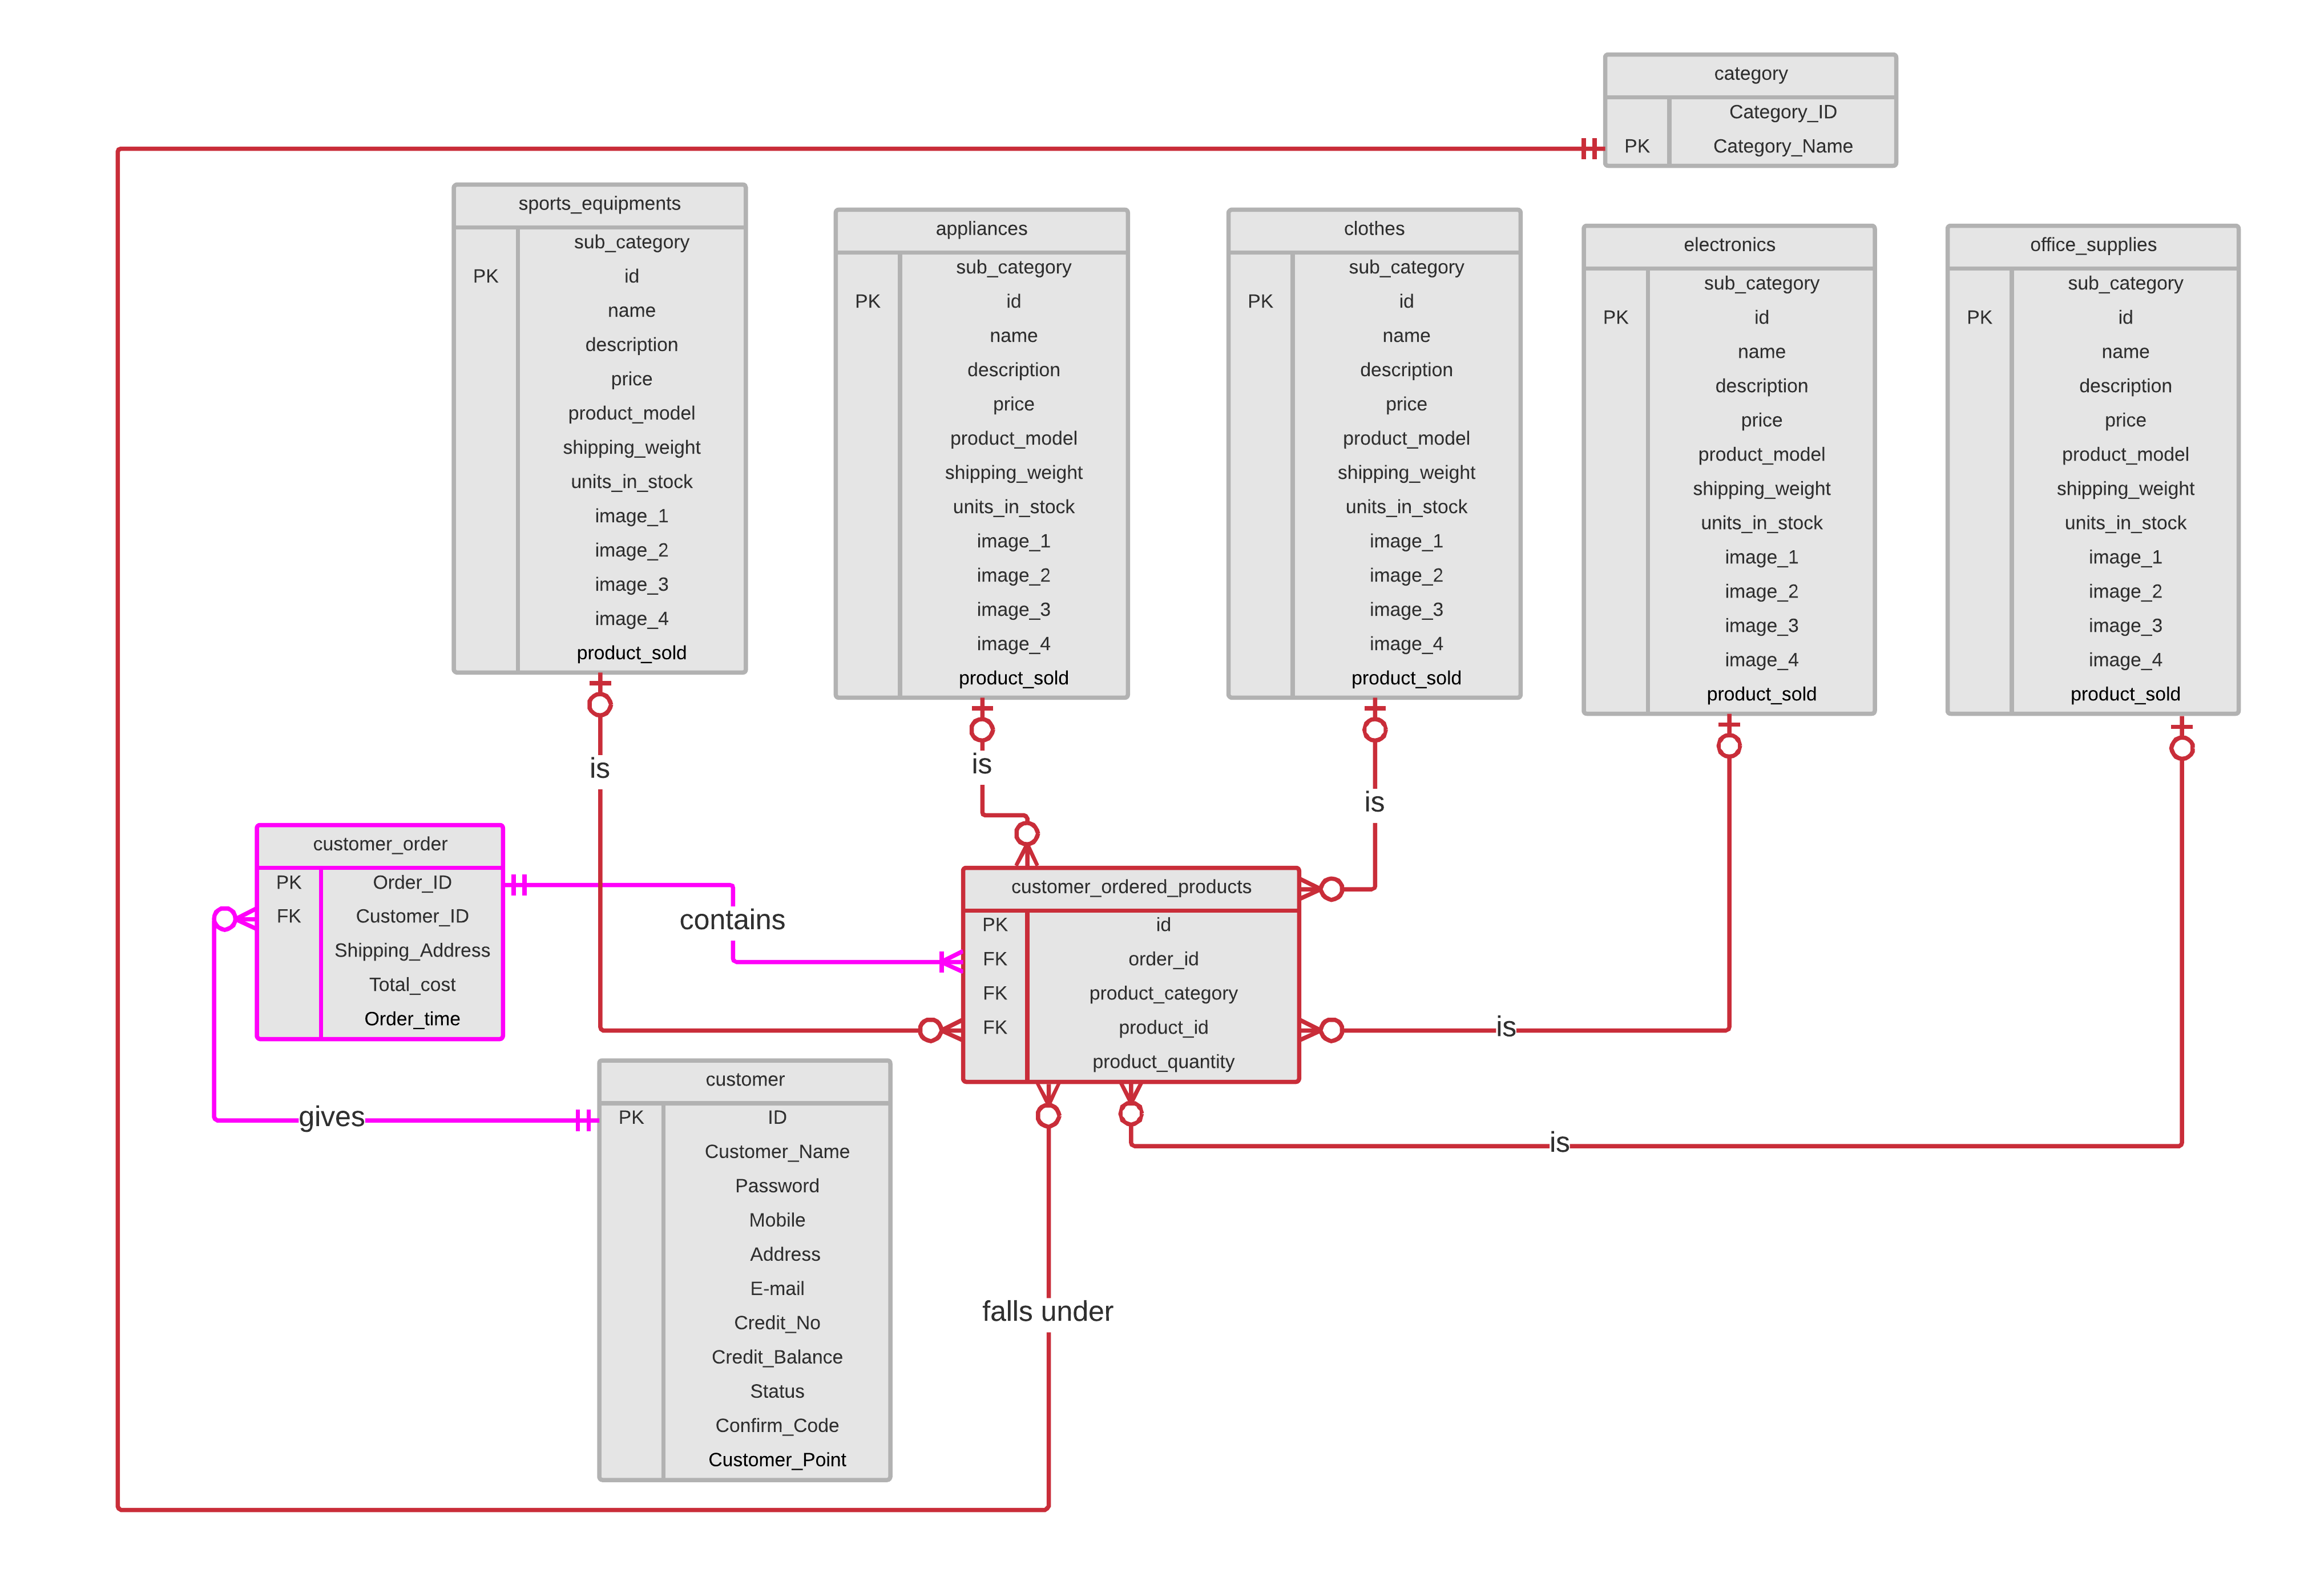 category
Category_ID
PK Category_Name
sports_equipments
sub_category
PK id
name
description
price
product_model
shipping_weight
units_in_stock
image_1
image_2
image_3
image_4
product_sold
appliances
sub_category
PK id
name
description
price
product_model
shipping_weight
units_in_stock
image_1
image_2
image_3
image_4
product_sold
clothes
sub_category
PK id
name
description
price
product_model
shipping_weight
units_in_stock
image_1
image_2
image_3
image_4
product_sold
electronics
sub_category
PK id
name
description
price
product_model
shipping_weight
units_in_stock
image_1
image_2
image_3
image_4
product_sold
office_supplies
sub_category
PK id
name
description
price
product_model
shipping_weight
units_in_stock
image_1
image_2
image_3
image_4
product_sold
is
is
is
customer_order
PK Order_ID
FK Customer_ID
Shipping_Address
Total_cost
Order_time
contains
customer_ordered_products
PK id
FK order_id
FK product_category
FK product_id
product_quantity
is
is
gives
customer
PK ID
Customer_Name
Password
Mobile
Address
E-mail
Credit_No
Credit_Balance
Status
Confirm_Code
Customer_Point
falls under